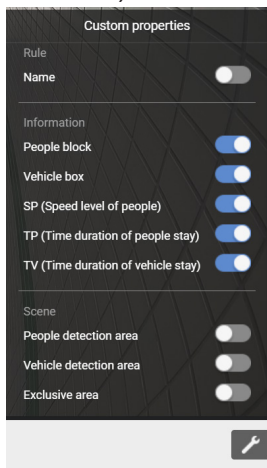 Custom properties
Rule
Name
Information
People block
Vehicle box
SP (Speed level of people)
TP (Time duration of people stay)
TV (Time duration of vehicle stay)
Scene
People detection area
Vehicle detection area
Exclusive area